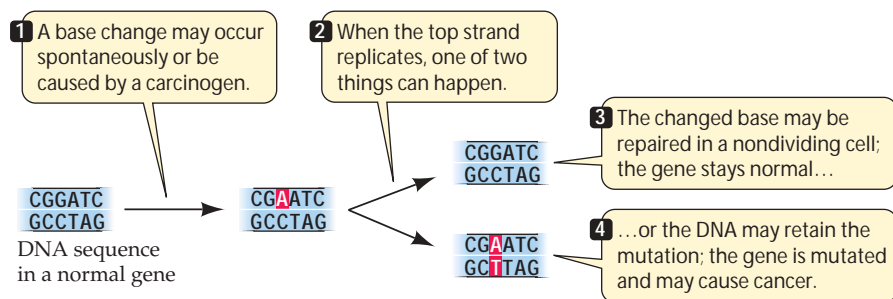 1 A base change may occur
spontaneously or be
caused by a carcinogen.
2 When the top strand
replicates, one of two
things can happen.
3 The changed base may be
repaired in a nondividing cell;
the gene stays normal…
CGGATC
GCCTAG
DNA sequence
in a normal gene
CGAATC
GCCTAG
CGGATC
GCCTAG
CGAATC
GCTTAG
4 …or the DNA may retain the
mutation; the gene is mutated
and may cause cancer.